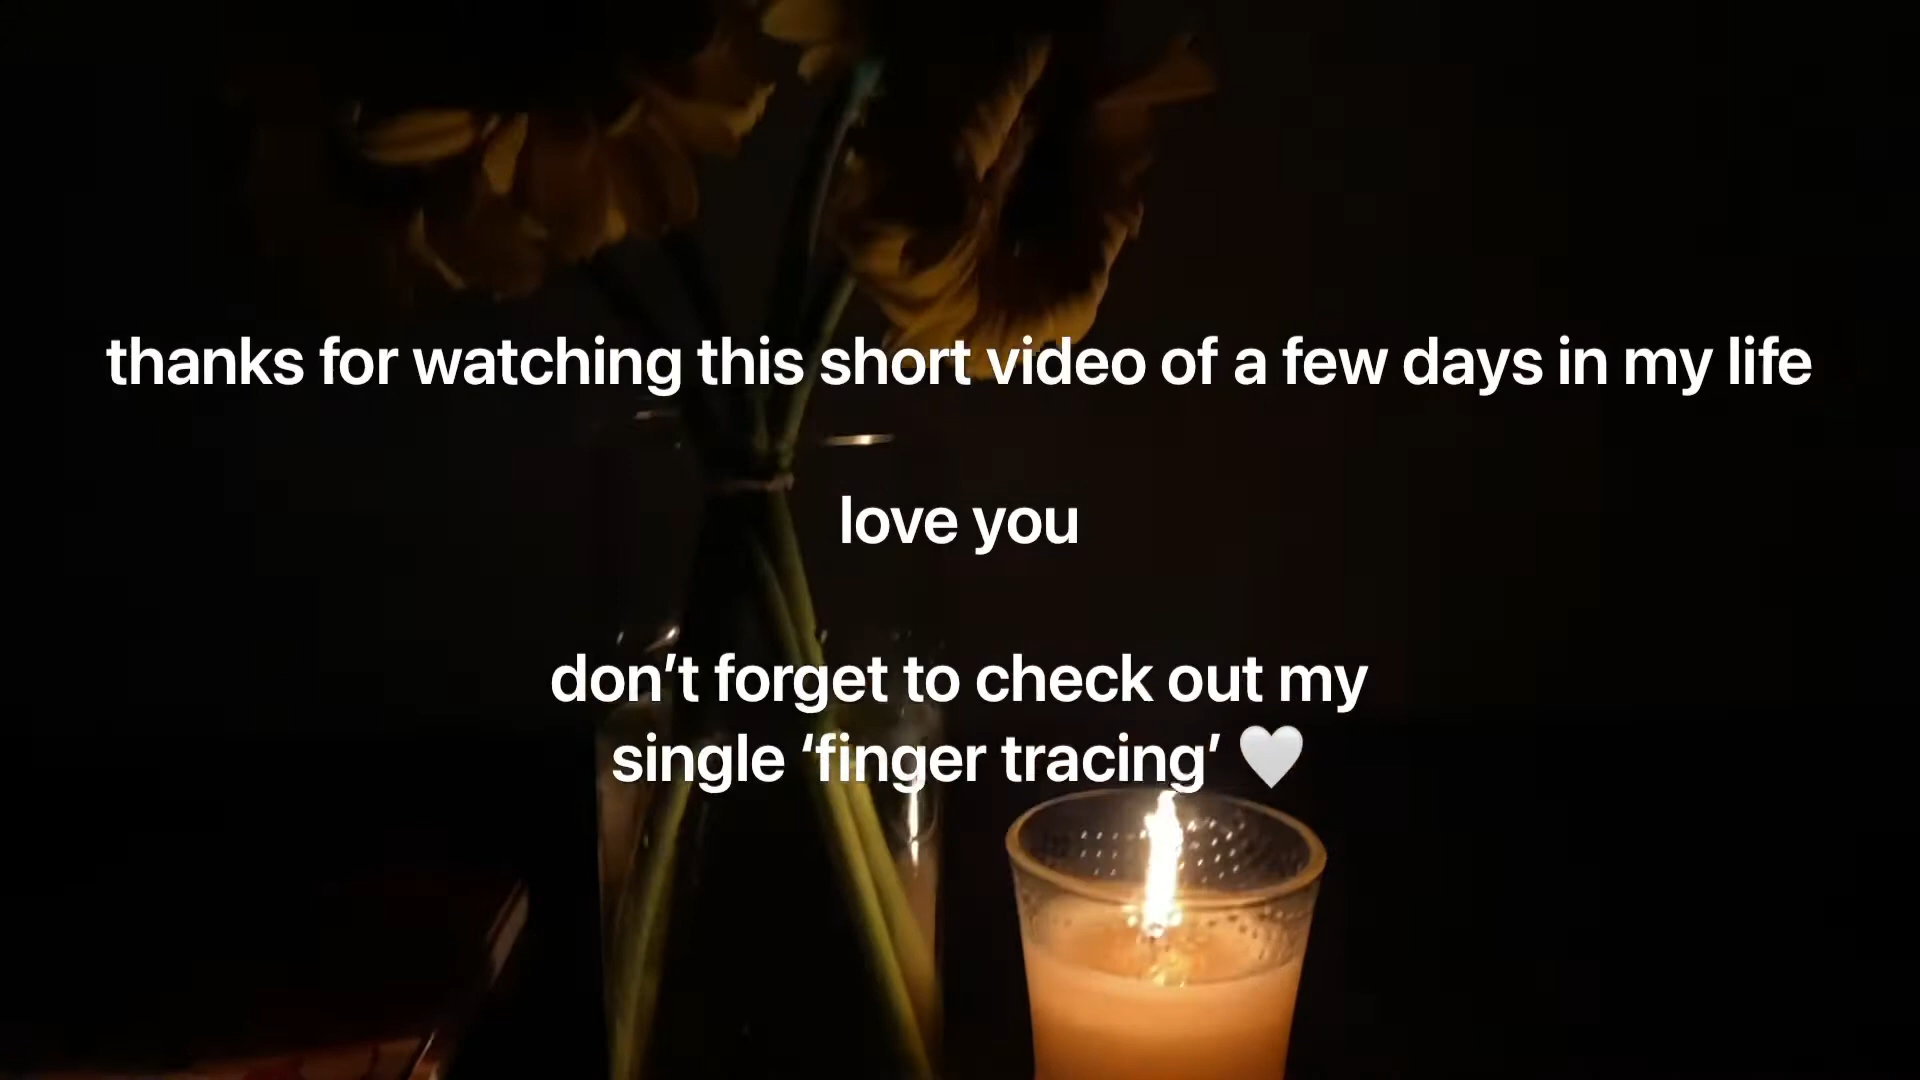 thanks for watching this short video of a few days in my life
love you
don’t forget to check out my
single ‘finger tracing’ 🤍